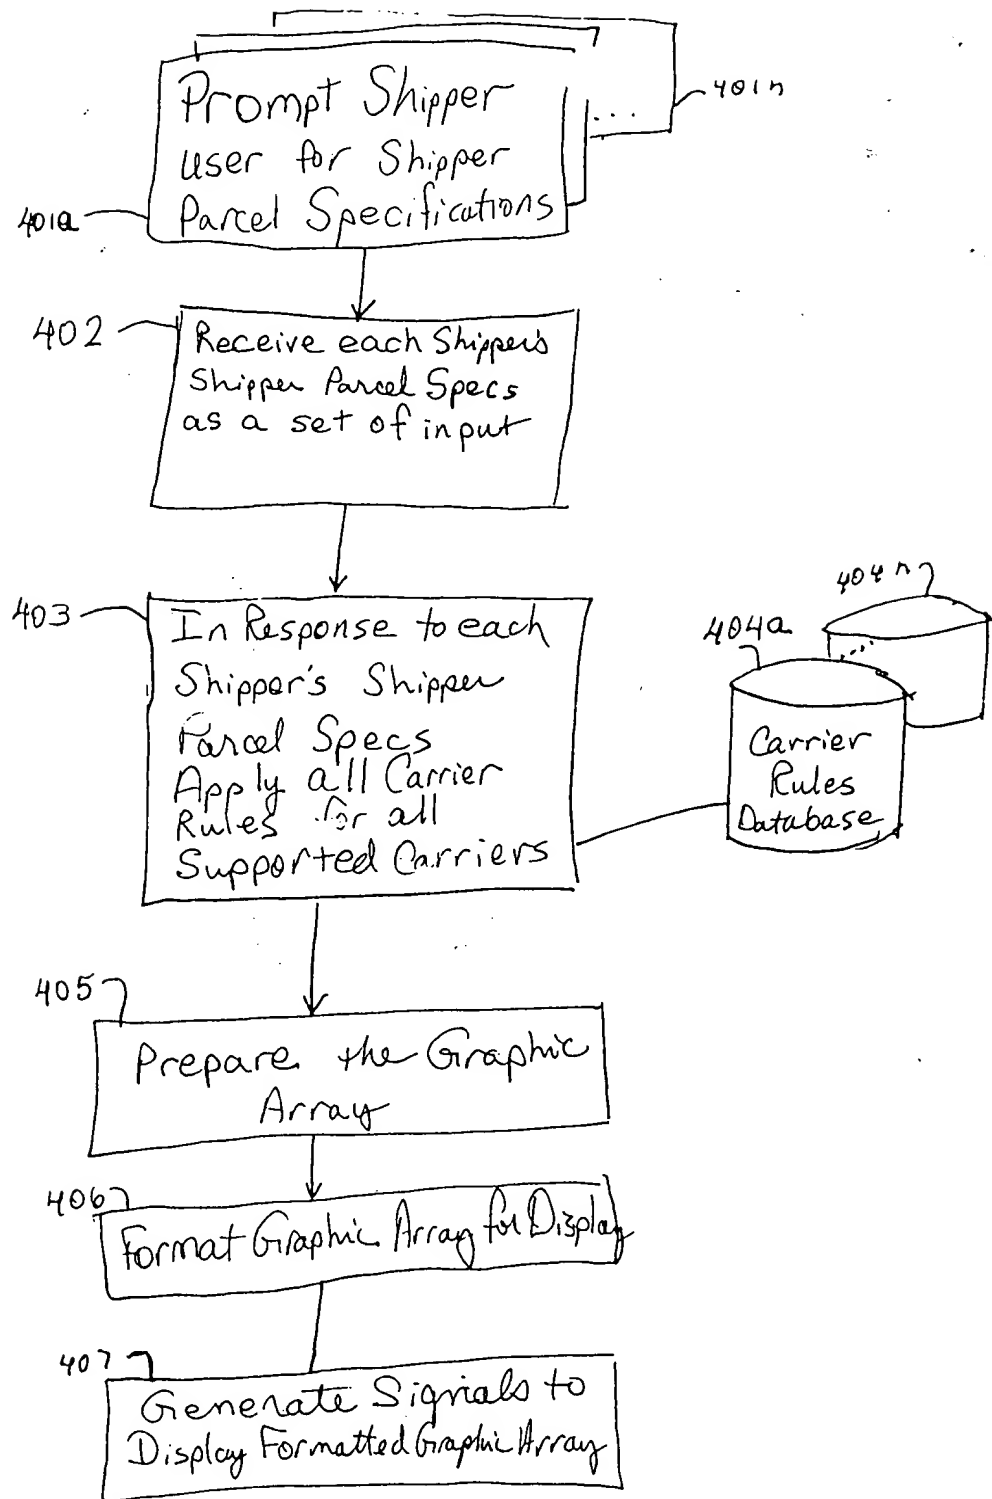 401n
Prompt Shipper
user for Shipper
Parcel Specifications
...
401a
402
Receive each Shipper's
Shipper Parcel Specs
as a set of input
403
In Response to each
Shipper's Shipper
Parcel Specs
Apply all Carrier
Rules for all
Supported Carriers
404n
404a
.....
Carrier
Rules
Database
405
Prepare the Graphic
Array
406
Format Graphic Array for Display
407
Generate Signals to
Display Formatted Graphic Array